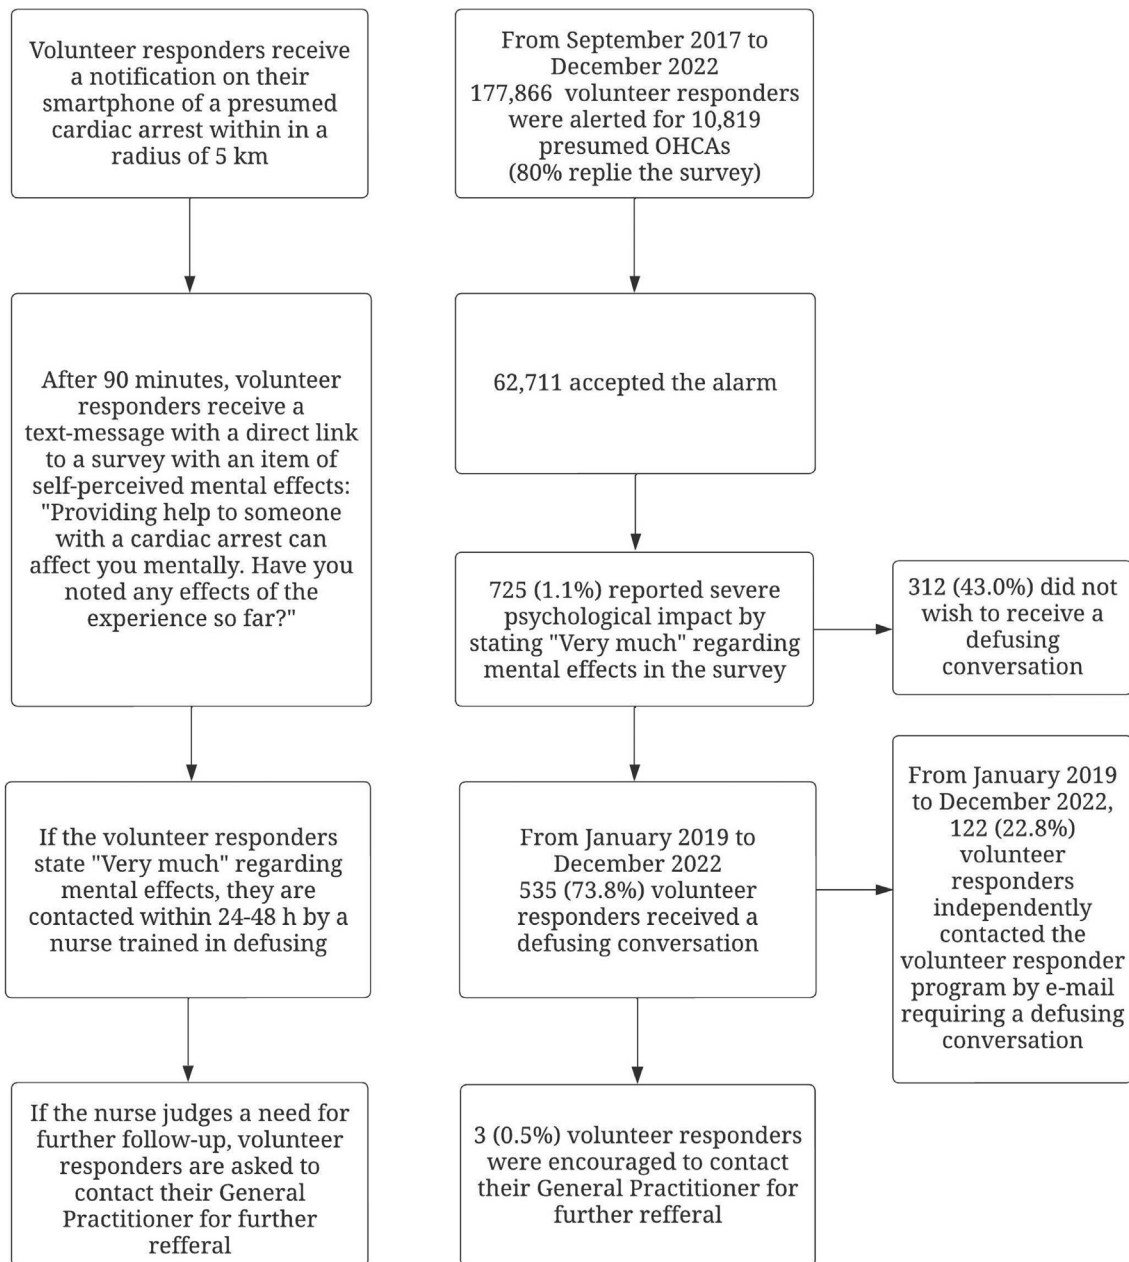 Volunteer responders receive
a notification on their
smartphone of a presumed
cardiac arrest within in a
radius of 5 km
After 90 minutes, volunteer
responders receive a
text-message with a direct link
to a survey with an item of
self-perceived mental effects:
"Providing help to someone
with a cardiac arrest can
affect you mentally. Have you
noted any effects of the
experience so far?"
If the volunteer responders
state "Very much" regarding
mental effects, they are
contacted within 24-48 h by a
nurse trained in defusing
If the nurse judges a need for
further follow-up, volunteer
responders are asked to
contact their General
Practitioner for further
refferal
From September 2017 to
December 2022
177,866 volunteer responders
were alerted for 10,819
presumed OHCAs
(80% replie the survey)
62,711 accepted the alarm
725 (1.1%) reported severe
psychological impact by
stating "Very much" regarding
mental effects in the survey
312 (43.0%) did not
wish to receive a
defusing
conversation
From January 2019 to
December 2022
535 (73.8%) volunteer
responders received a
defusing conversation
From January 2019
to December 2022,
122 (22.8%)
volunteer
responders
independently
contacted the
volunteer responder
program by e-mail
requiring a defusing
conversation
3 (0.5%) volunteer responders
were encouraged to contact
their General Practitioner for
further refferal